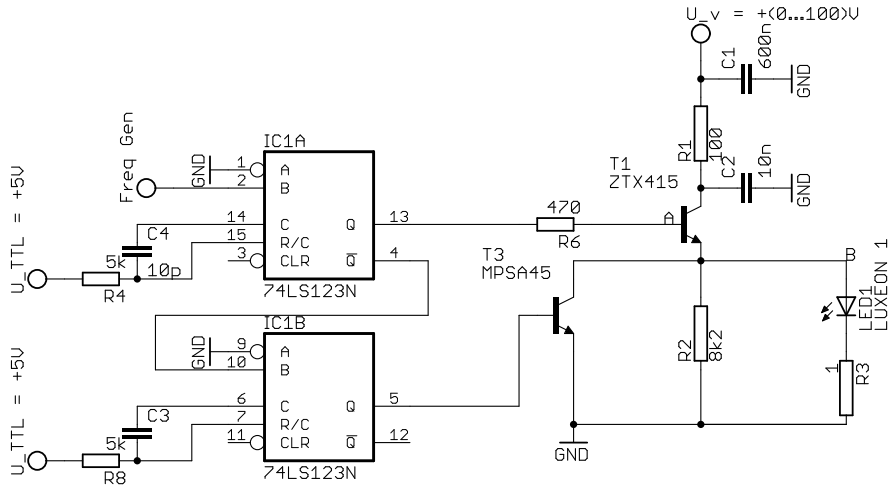 U_v = +(0...100)V
C1
600n
GND
R1
100
C2
10n
GND
T1
ZTX415
Freq Gen
IC1A
GND
1
A
2
B
14
C
Q
13
15
R/C
3
CLR
Q
4
74LS123N
U_TTL = +5V
C4
5k
10p
R4
470
R6
A
T3
MPSA45
B
LED1
LUXEON 1
R2
8k2
1
R3
GND
IC1B
GND
9
A
10
B
6
C
Q
5
7
R/C
11
CLR
Q
12
74LS123N
U_TTL = +5V
C3
5k
R8